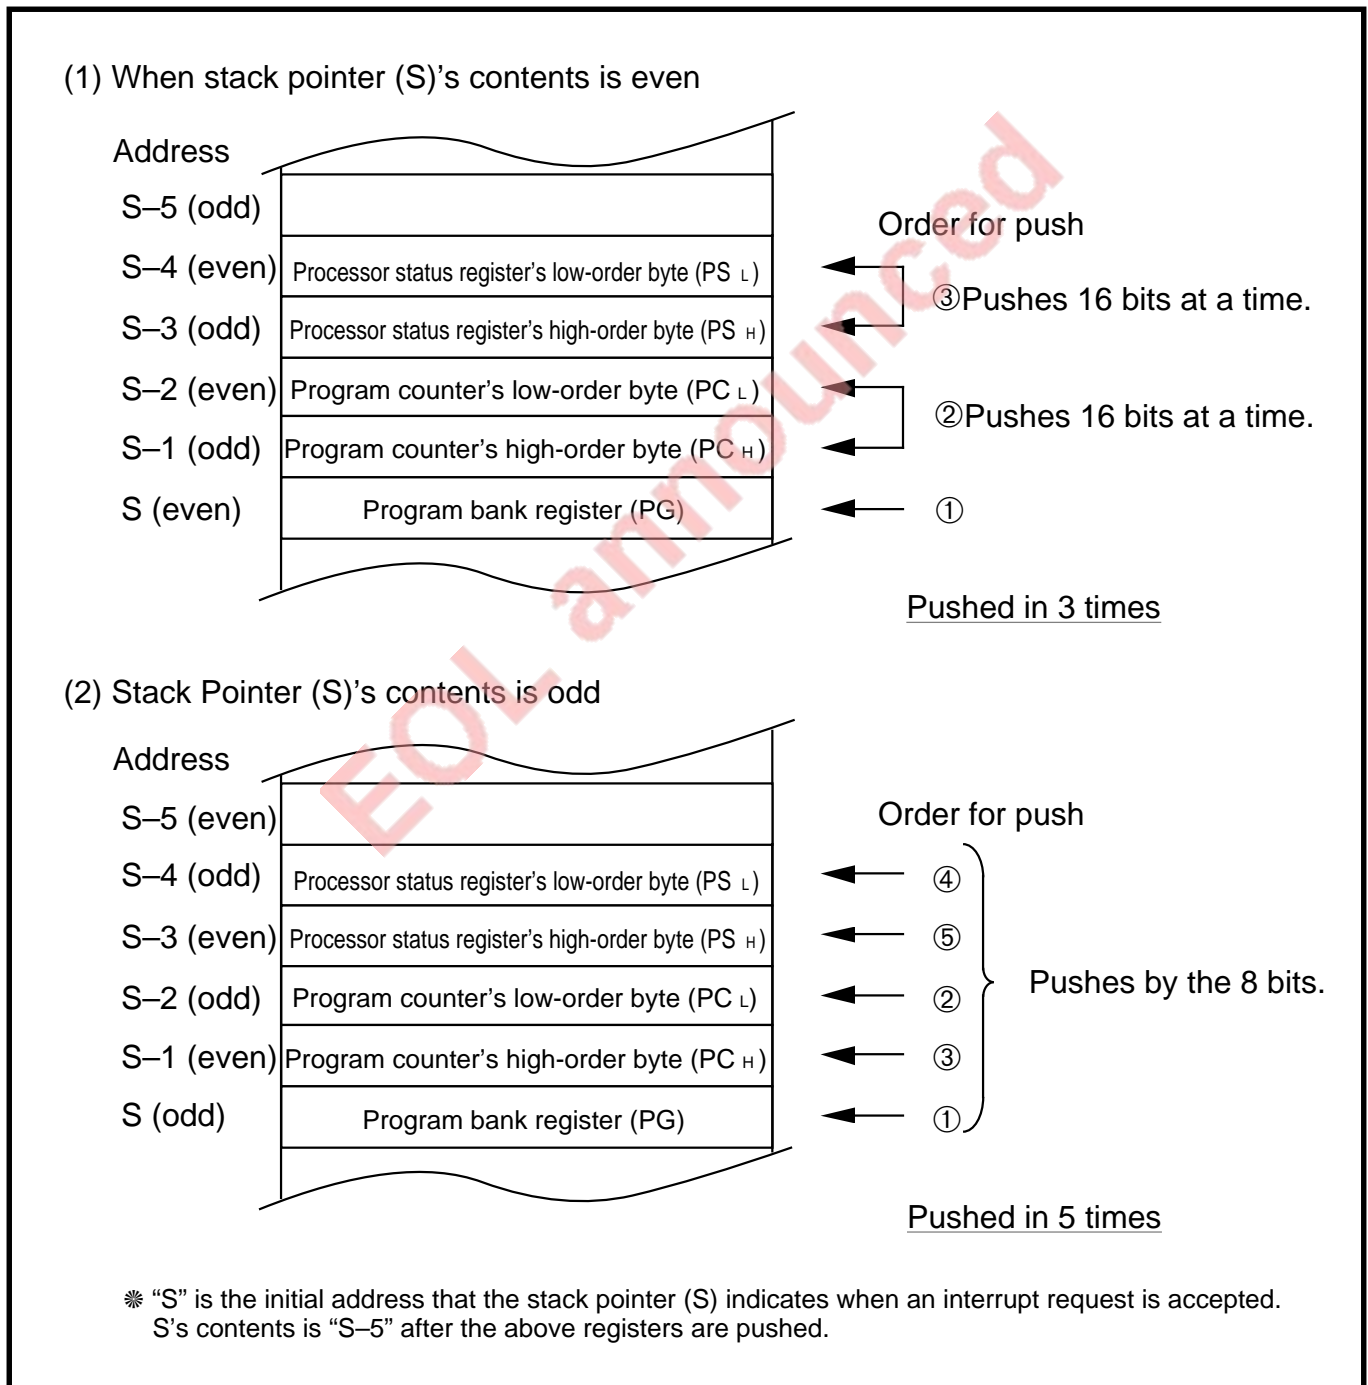 (1) When stack pointer (S)’s contents is even
Address
S–5 (odd)
Order for push
S–4 (even) Processor status register’s low-order byte (PS L)
③Pushes 16 bits at a time.
S–3 (odd) Processor status register’s high-order byte (PS H)
S–2 (even) Program counter’s low-order byte (PC L)
②Pushes 16 bits at a time.
S–1 (odd) Program counter’s high-order byte (PC H)
S (even) Program bank register (PG) ①
Pushed in 3 times
(2) Stack Pointer (S)’s contents is odd
Address
S–5 (even) Order for push
S–4 (odd) Processor status register’s low-order byte (PS L) ④
S–3 (even) Processor status register’s high-order byte (PS H) ⑤
S–2 (odd) Program counter’s low-order byte (PC L) ②
Pushes by the 8 bits.
S–1 (even) Program counter’s high-order byte (PC H) ③
S (odd) Program bank register (PG) ①
Pushed in 5 times
❋ “S” is the initial address that the stack pointer (S) indicates when an interrupt request is accepted.
S’s contents is “S–5” after the above registers are pushed.
EOL announced